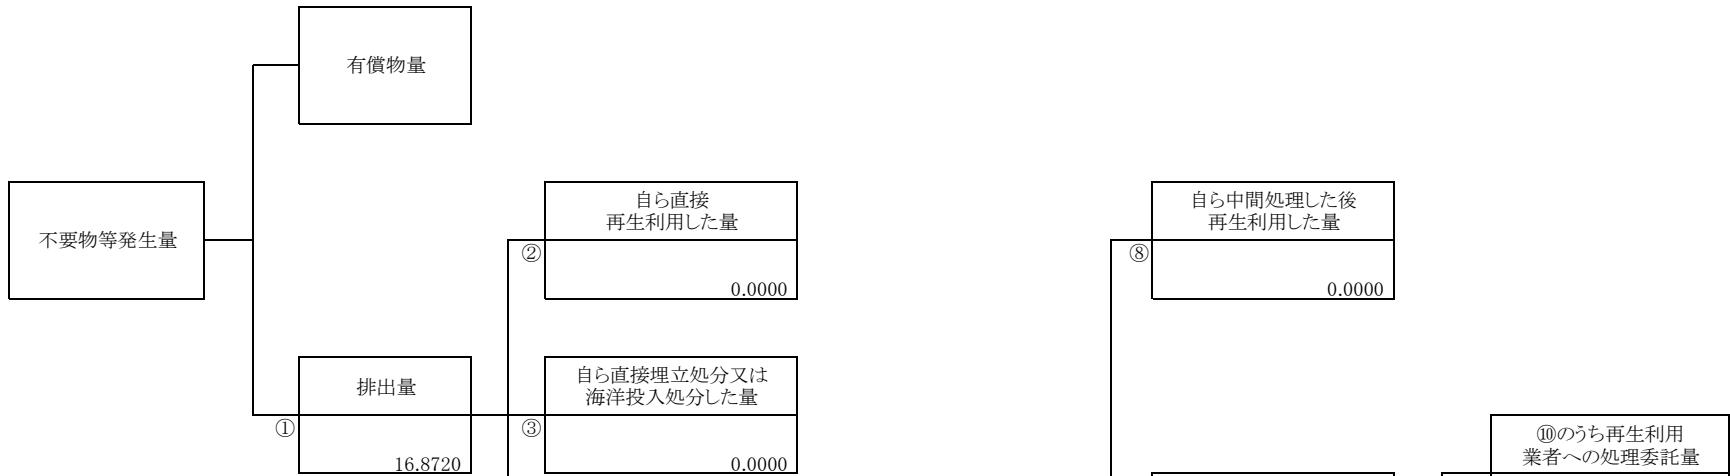 有償物量
不要物等発生量
自ら直接
再生利用した量
②
0.0000
自ら中間処理した後
再生利用した量
⑧
0.0000
排出量
①
16.8720
自ら直接埋立処分又は
海洋投入処分した量
③
0.0000
⑩のうち再生利用
業者への処理委託量